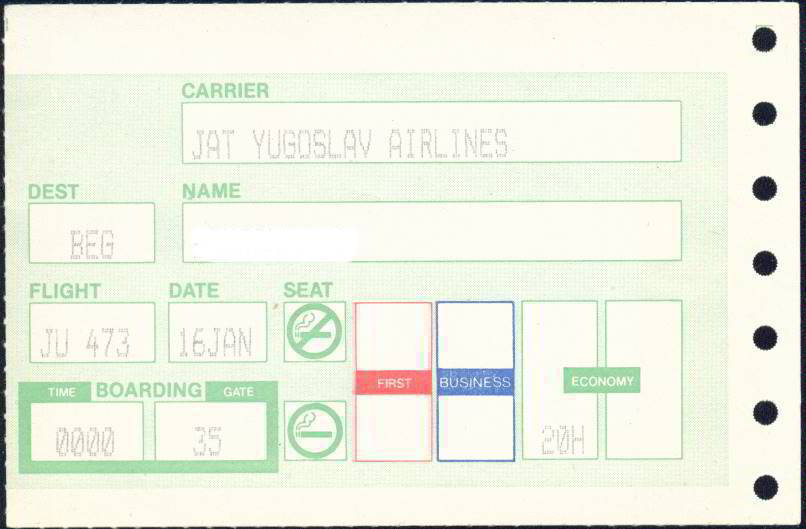 CARRIER
JAT YUGOSLAV AIRLINES
DEST
NAME
BEG
FLIGHT
DATE
SEAT
JU 473
16JAN
FIRST
BUSINESS
ECONOMY
TIME
BOARDING
GATE
0000
35
20H